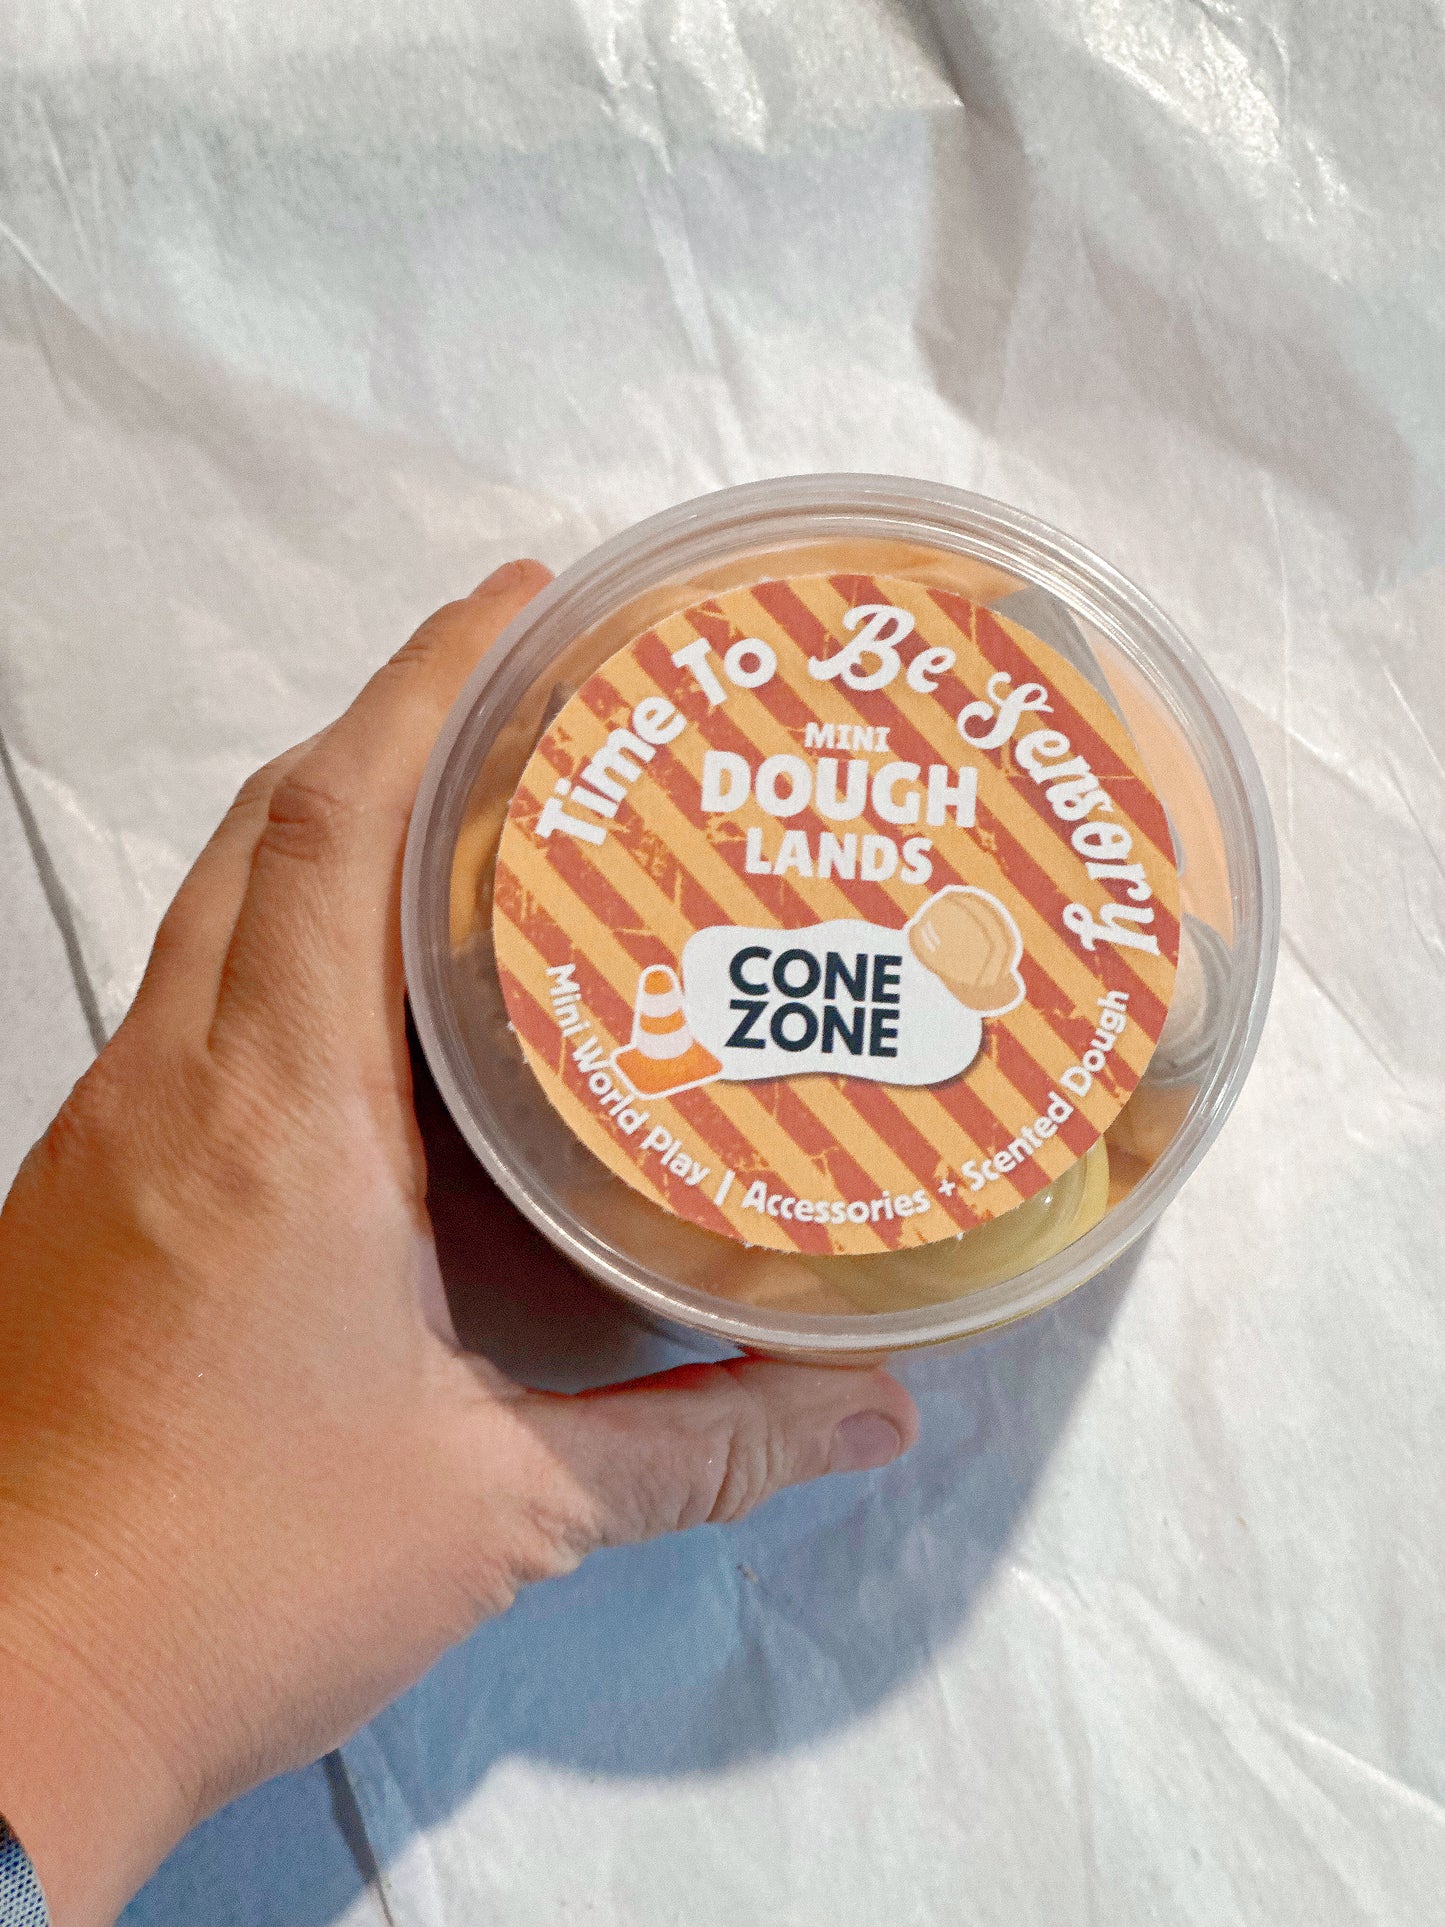 Time To Be Sensory
MINI
DOUGH
LANDS
CONE
ZONE
Mini World Play | Accessories + Scented Dough